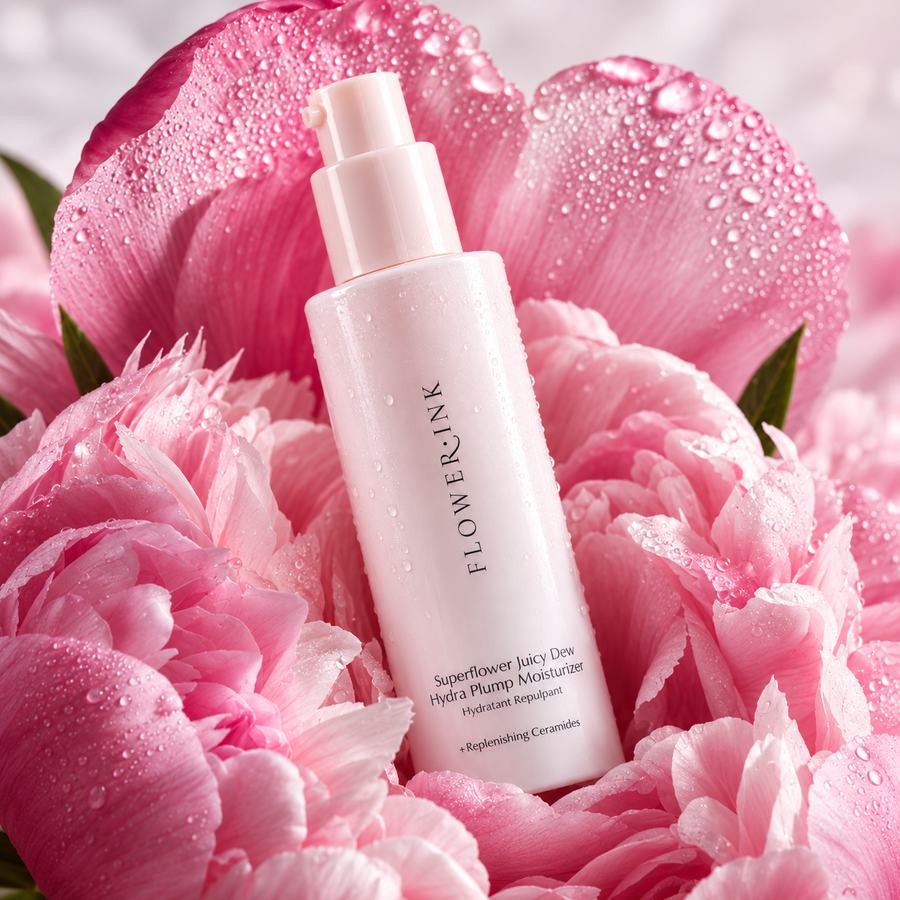 FLOWER•INK
Superflower Juicy Dew
Hydra Plump Moisturizer
Hydratant Repulpant
+Replenishing Ceramides